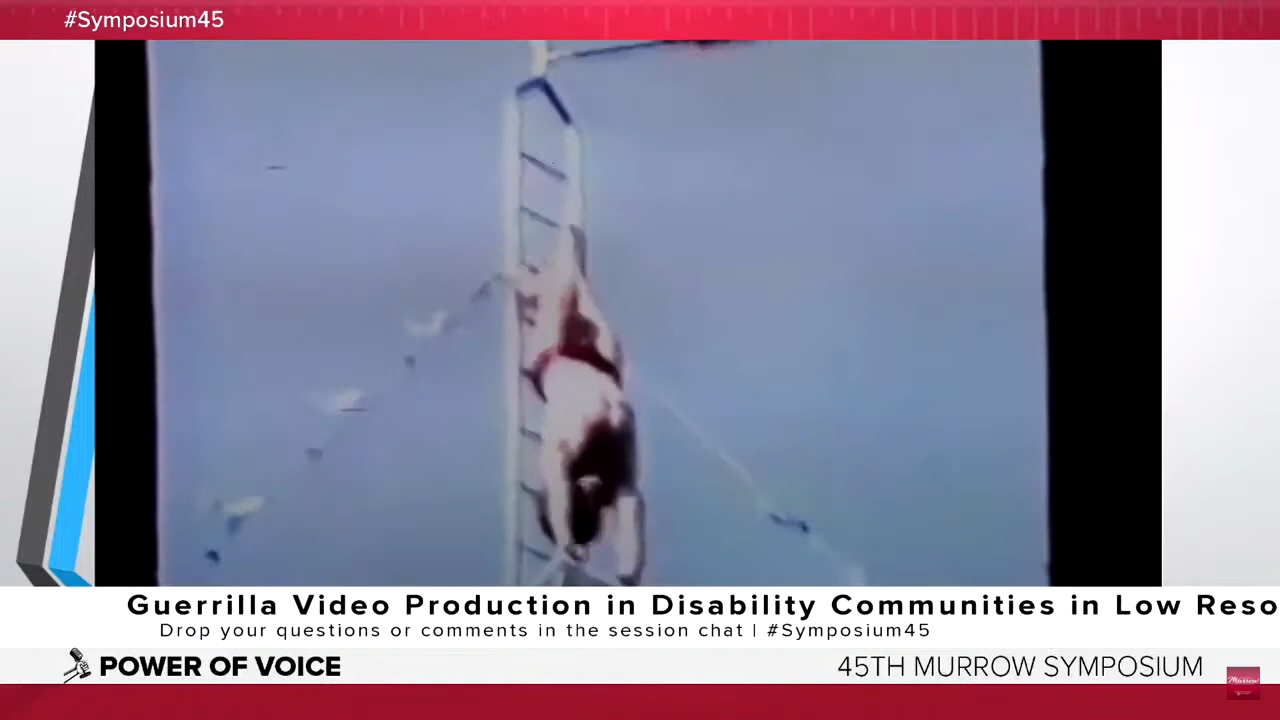 #Symposium45
Guerrilla Video Production in Disability Communities in Low Reso
Drop your questions or comments in the session chat | #Symposium45
POWER OF VOICE
45TH MURROW SYMPOSIUM
Murrow